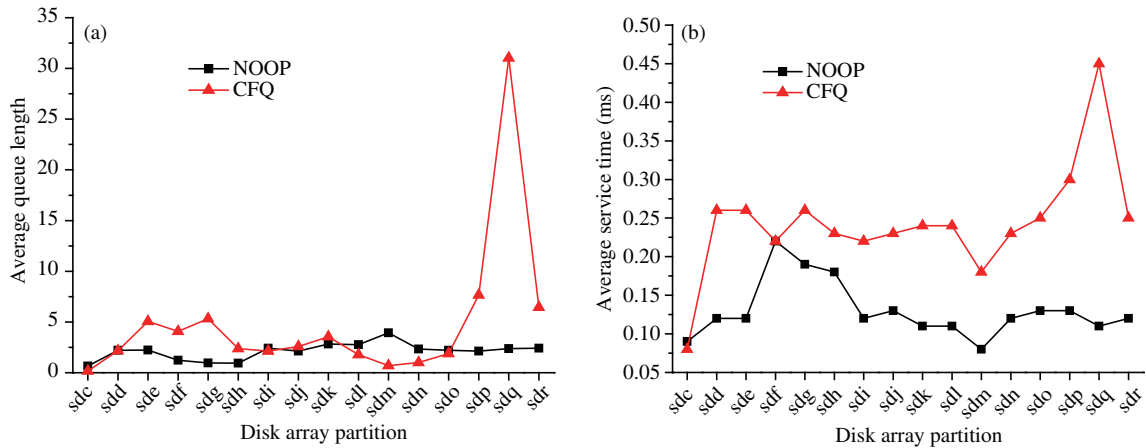 (a)
NOOP
CFQ
Average queue length
35
30
25
20
15
10
5
0
sdc sdd sde sdf sdg sdh sdi sdj sdk sdl sdm sdn sdo sdp sdq sdr
Disk array partition
(b)
NOOP
CFQ
Average service time (ms)
0.50
0.45
0.40
0.35
0.30
0.25
0.20
0.15
0.10
0.05
sdc sdd sde sdf sdg sdh sdi sdj sdk sdl sdm sdn sdo sdp sdq sdr
Disk array partition